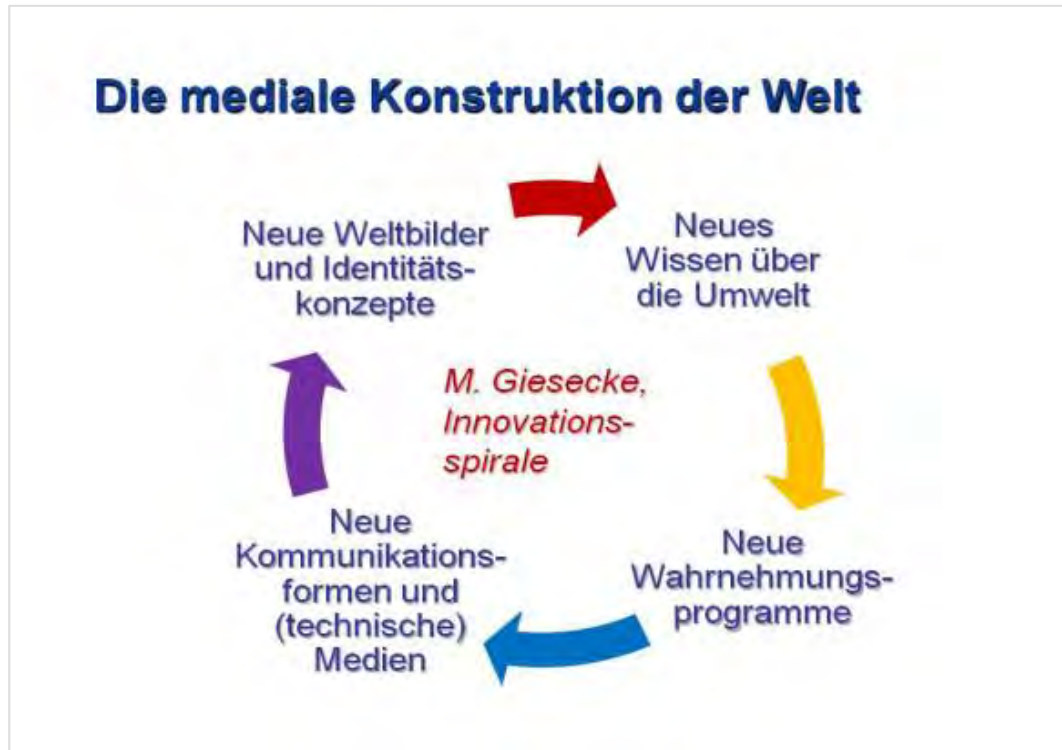 Die mediale Konstruktion der Welt
Neue Weltbilder
und Identitäts-
konzepte
Neues
Wissen über
die Umwelt
M. Giesecke,
Innovations-
spirale
Neue
Kommunikations-
formen und
(technische)
Medien
Neue
Wahrnehmungs-
programme